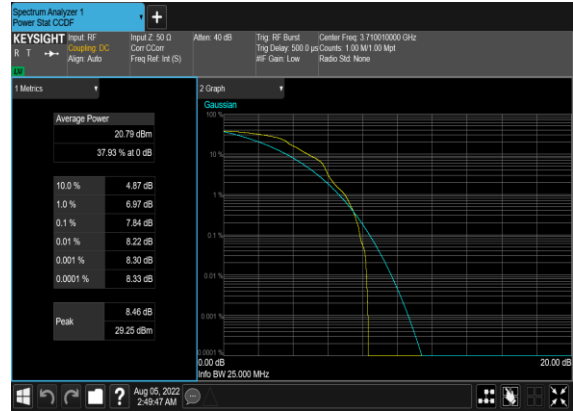 Spectrum Analyzer 1
Power Stat CCDF
KEYSIGHT
R T
LXI
Input: RF
Coupling: DC
Align: Auto
Input Z: 50 Ω
Corr CCorr
Freq Ref: Int (S)
Atten: 40 dB
Trig: RF Burst
Trig Delay: 500.0 µs
#IF Gain: Low
Center Freq: 3.710010000 GHz
Counts: 1.00 M/1.00 Mpt
Radio Std: None
1 Metrics
Average Power
20.79 dBm
37.93 % at 0 dB
10.0 % 4.87 dB
1.0 % 6.97 dB
0.1 % 7.84 dB
0.01 % 8.22 dB
0.001 % 8.30 dB
0.0001 % 8.33 dB
Peak
8.46 dB
29.25 dBm
2 Graph
Gaussian
100 %
10 %
1 %
0.1 %
0.01 %
0.001 %
0.0001 %
0.00 dB 20.00 dB
Info BW 25.000 MHz
?
Aug 05, 2022
2:49:47 AM